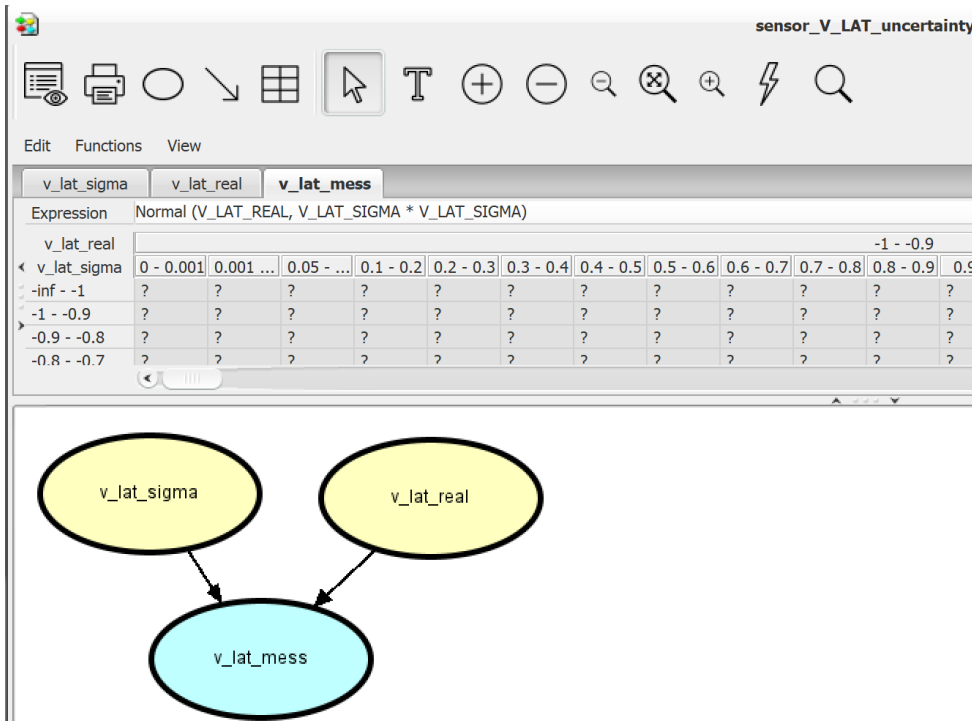 sensor_V_LAT_uncertainty
T
Edit Functions View
v_lat_sigma v_lat_real v_lat_mess
Expression Normal (V_LAT_REAL, V_LAT_SIGMA * V_LAT_SIGMA)
v_lat_real -1 - -0.9
v_lat_sigma 0 - 0.001 0.001 ... 0.05 - ... 0.1 - 0.2 0.2 - 0.3 0.3 - 0.4 0.4 - 0.5 0.5 - 0.6 0.6 - 0.7 0.7 - 0.8 0.8 - 0.9 0.9
-inf - -1 ? ? ? ? ? ? ? ? ? ? ? ?
-1 - -0.9 ? ? ? ? ? ? ? ? ? ? ? ?
-0.9 - -0.8 ? ? ? ? ? ? ? ? ? ? ? ?
-0.8 - -0.7 ? ? ? ? ? ? ? ? ? ? ? ?
v_lat_sigma
v_lat_real
v_lat_mess